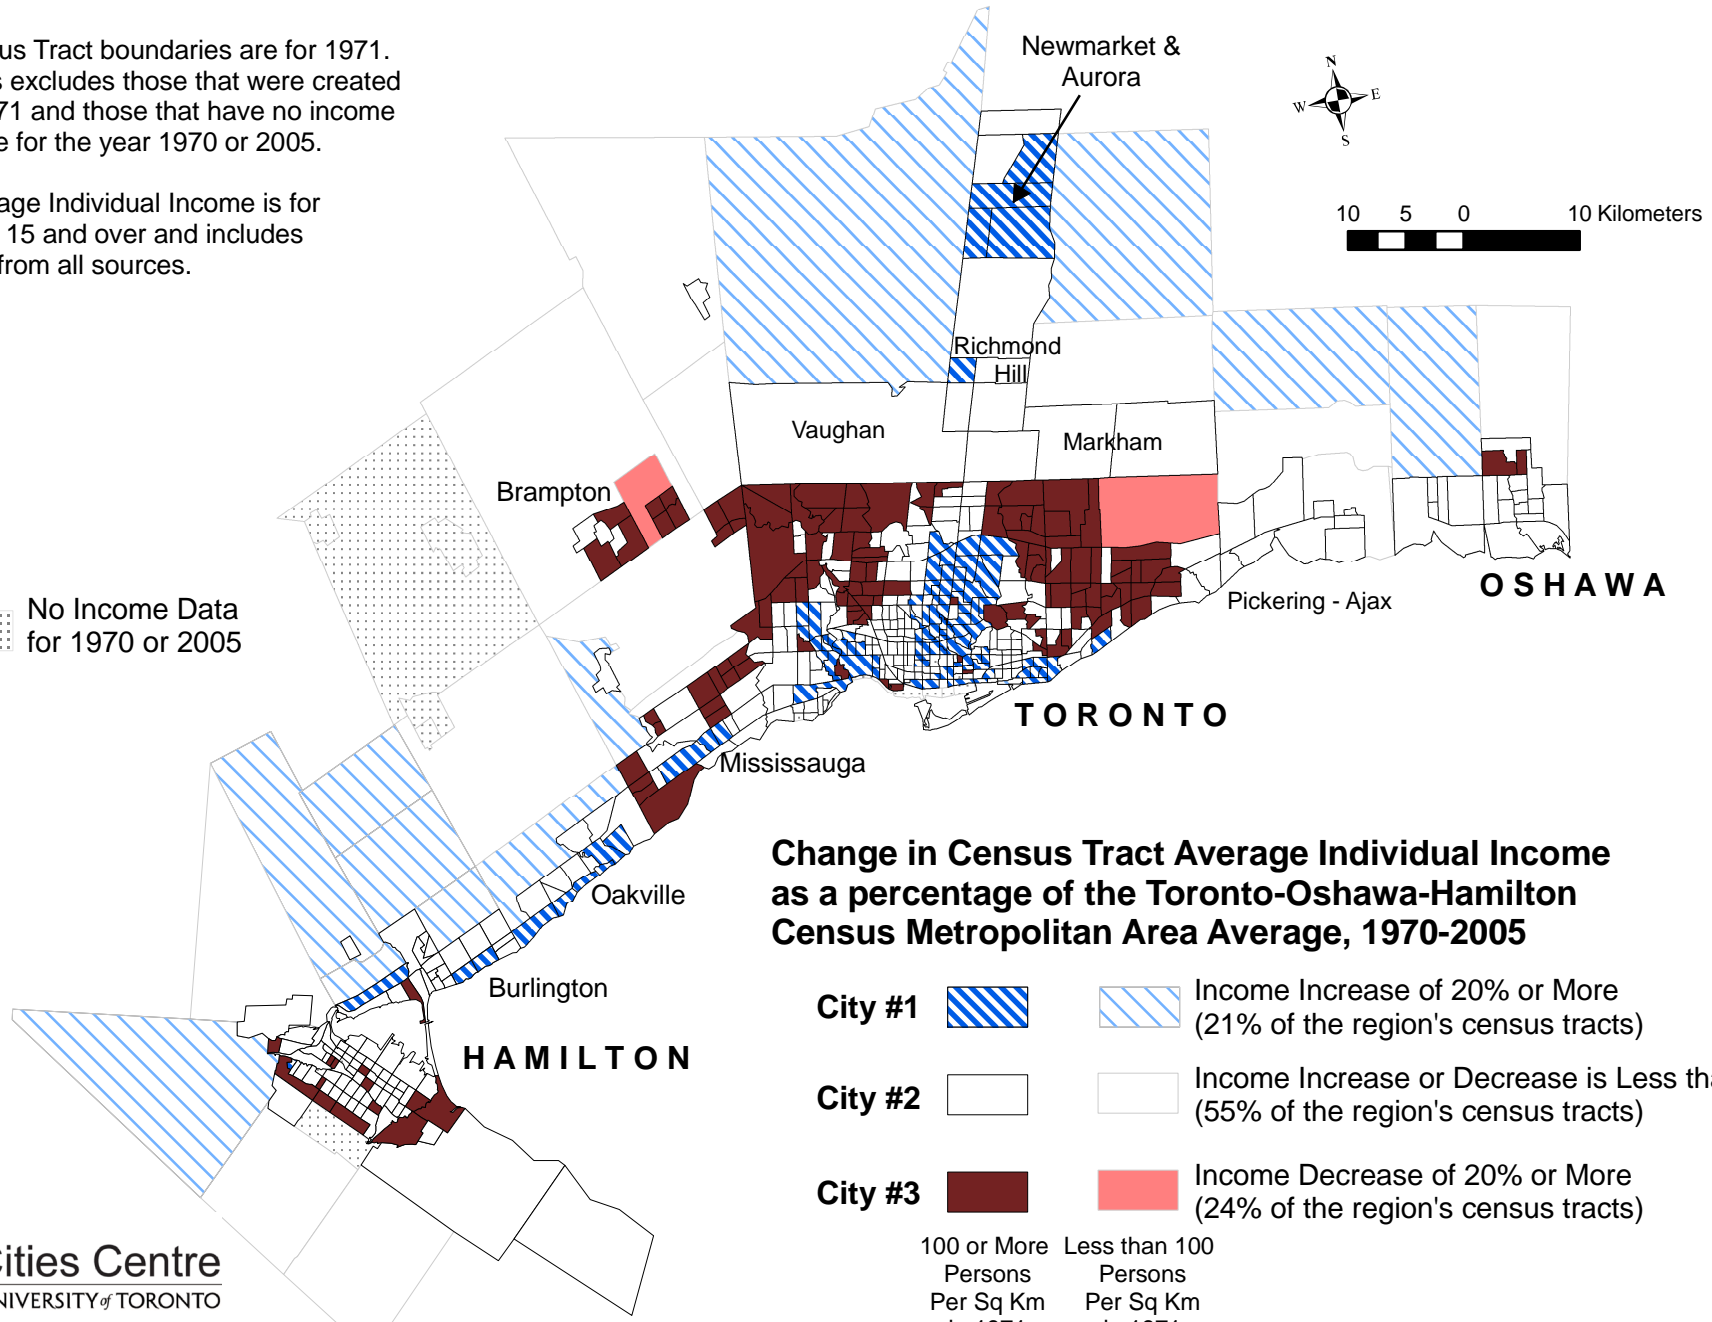 us Tract boundaries are for 1971.
s excludes those that were created
71 and those that have no income
e for the year 1970 or 2005.
age Individual Income is for
15 and over and includes
from all sources.
Newmarket &
Aurora
N
W E
S
10 5 0 10 Kilometers
Richmond
Hill
Vaughan
Markham
Brampton
OSHAWA
Pickering - Ajax
No Income Data
for 1970 or 2005
TORONTO
Mississauga
Oakville
Burlington
HAMILTON
Change in Census Tract Average Individual Income
as a percentage of the Toronto-Oshawa-Hamilton
Census Metropolitan Area Average, 1970-2005
City #1
Income Increase of 20% or More
(21% of the region's census tracts)
City #2
Income Increase or Decrease is Less tha
(55% of the region's census tracts)
City #3
Income Decrease of 20% or More
(24% of the region's census tracts)
100 or More Less than 100
Persons Persons
Per Sq Km Per Sq Km
Cities Centre
UNIVERSITY of TORONTO